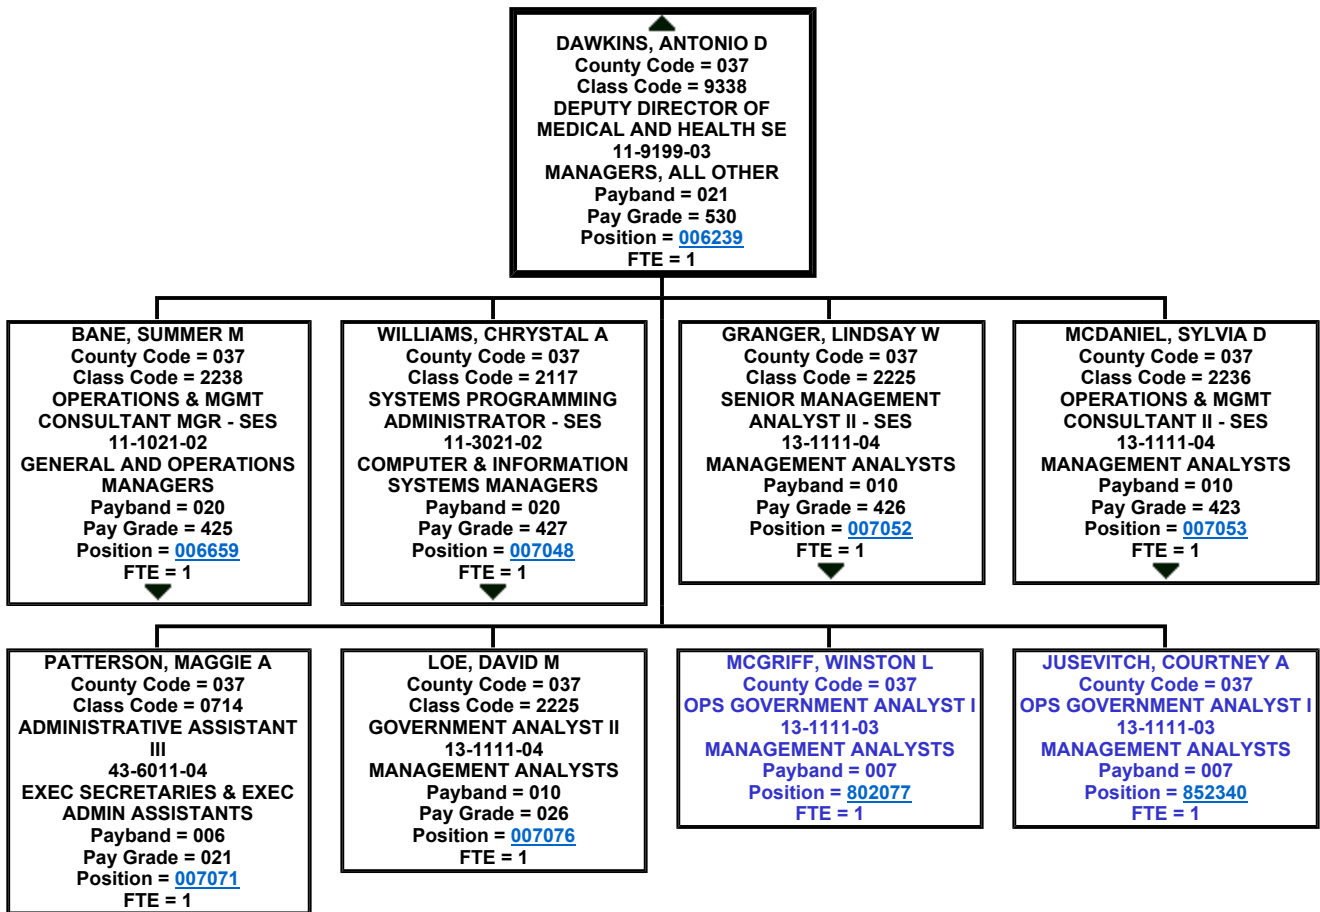 DAWKINS, ANTONIO D
County Code = 037
Class Code = 9338
DEPUTY DIRECTOR OF
MEDICAL AND HEALTH SE
11-9199-03
MANAGERS, ALL OTHER
Payband = 021
Pay Grade = 530
Position = 006239
FTE = 1
BANE, SUMMER M
County Code = 037
Class Code = 2238
OPERATIONS & MGMT
CONSULTANT MGR - SES
11-1021-02
GENERAL AND OPERATIONS
MANAGERS
Payband = 020
Pay Grade = 425
Position = 006659
FTE = 1
WILLIAMS, CHRYSTAL A
County Code = 037
Class Code = 2117
SYSTEMS PROGRAMMING
ADMINISTRATOR - SES
11-3021-02
COMPUTER & INFORMATION
SYSTEMS MANAGERS
Payband = 020
Pay Grade = 427
Position = 007048
FTE = 1
GRANGER, LINDSAY W
County Code = 037
Class Code = 2225
SENIOR MANAGEMENT
ANALYST II - SES
13-1111-04
MANAGEMENT ANALYSTS
Payband = 010
Pay Grade = 426
Position = 007052
FTE = 1
MCDANIEL, SYLVIA D
County Code = 037
Class Code = 2236
OPERATIONS & MGMT
CONSULTANT II - SES
13-1111-04
MANAGEMENT ANALYSTS
Payband = 010
Pay Grade = 423
Position = 007053
FTE = 1
PATTERSON, MAGGIE A
County Code = 037
Class Code = 0714
ADMINISTRATIVE ASSISTANT
III
43-6011-04
EXEC SECRETARIES & EXEC
ADMIN ASSISTANTS
Payband = 006
Pay Grade = 021
Position = 007071
FTE = 1
LOE, DAVID M
County Code = 037
Class Code = 2225
GOVERNMENT ANALYST II
13-1111-04
MANAGEMENT ANALYSTS
Payband = 010
Pay Grade = 026
Position = 007076
FTE = 1
MCGRIFF, WINSTON L
County Code = 037
OPS GOVERNMENT ANALYST I
13-1111-03
MANAGEMENT ANALYSTS
Payband = 007
Position = 802077
FTE = 1
JUSEVITCH, COURTNEY A
County Code = 037
OPS GOVERNMENT ANALYST I
13-1111-03
MANAGEMENT ANALYSTS
Payband = 007
Position = 852340
FTE = 1